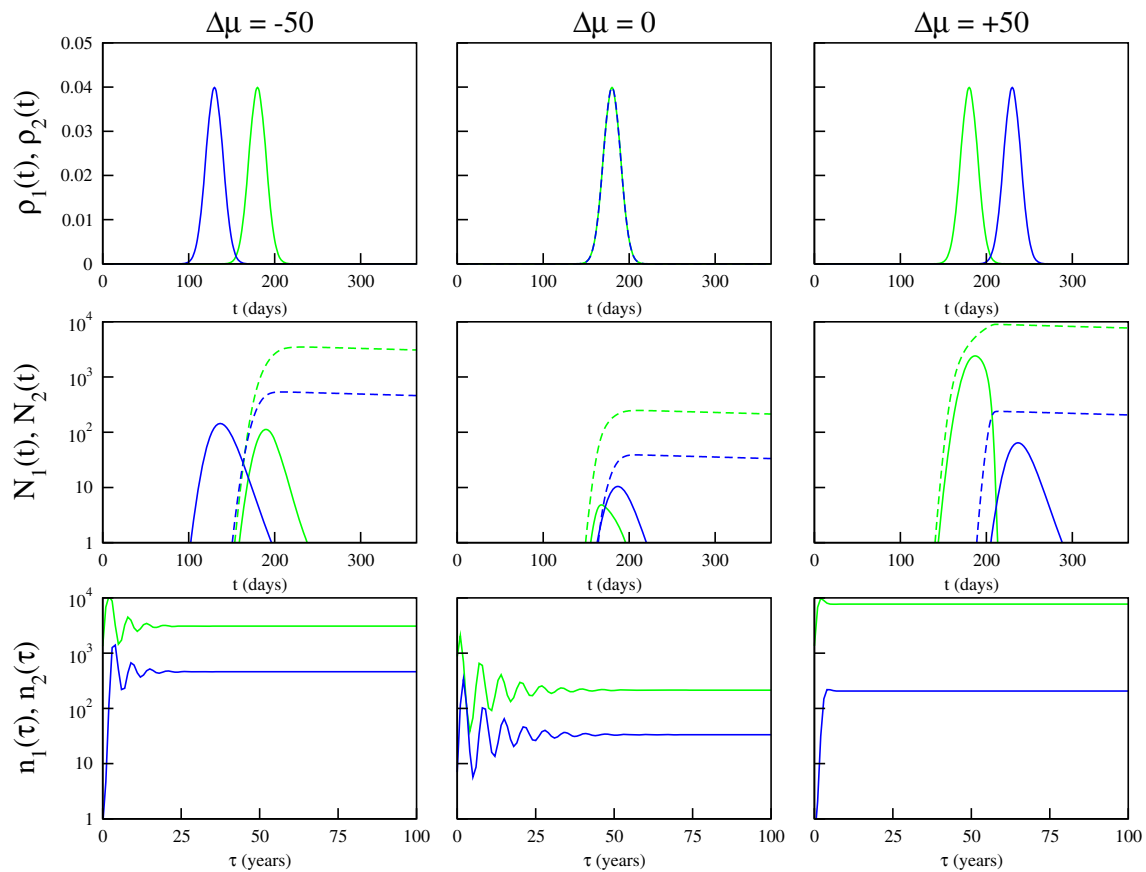 Δμ = -50
Δμ = 0
Δμ = +50
ρ1(t), ρ2(t)
0.05
0.04
0.03
0.02
0.01
0
0 100 200 300
t (days)
0 100 200 300
t (days)
0 100 200 300
t (days)
N1(t), N2(t)
10^4
10^3
10^2
10
1
0 100 200 300
t (days)
0 100 200 300
t (days)
0 100 200 300
t (days)
n1(τ), n2(τ)
10^4
10^3
10^2
10
1
0 25 50 75 100
τ (years)
0 25 50 75 100
τ (years)
0 25 50 75 100
τ (years)